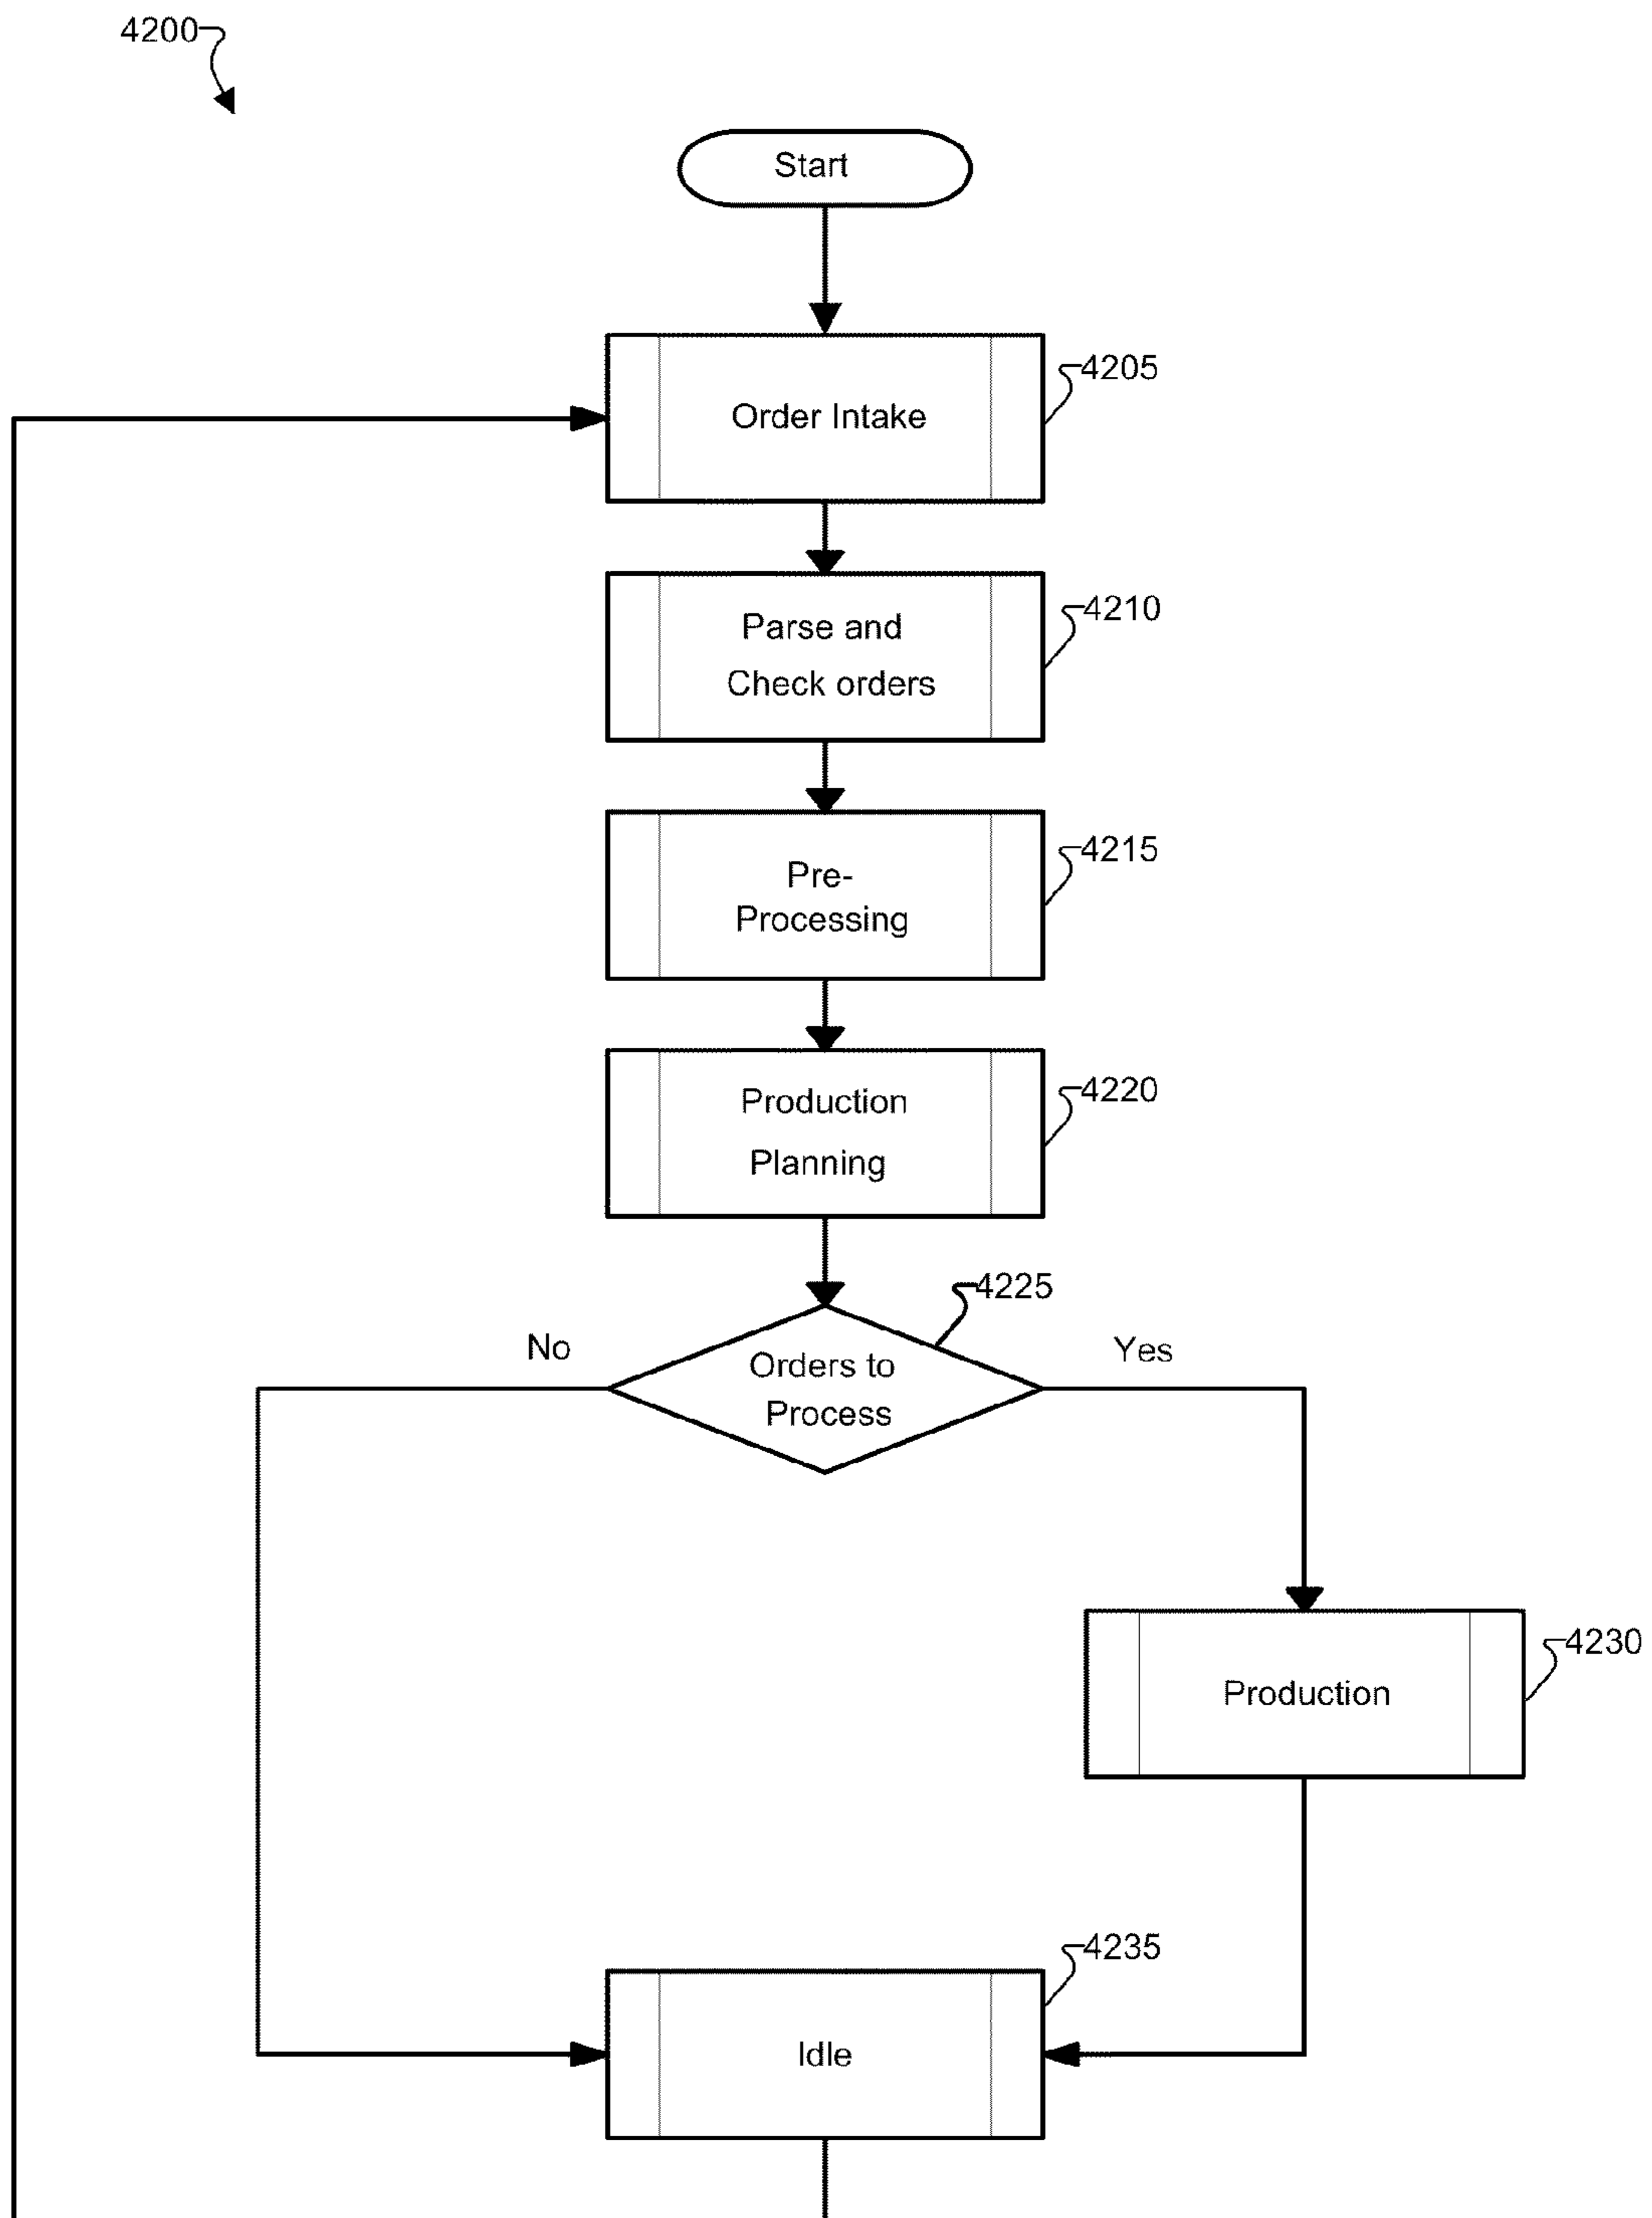 4200
Start
Order Intake
4205
Parse and
Check orders
4210
Pre-
Processing
4215
Production
Planning
4220
4225
No
Orders to
Process
Yes
Production
4230
4235
Idle